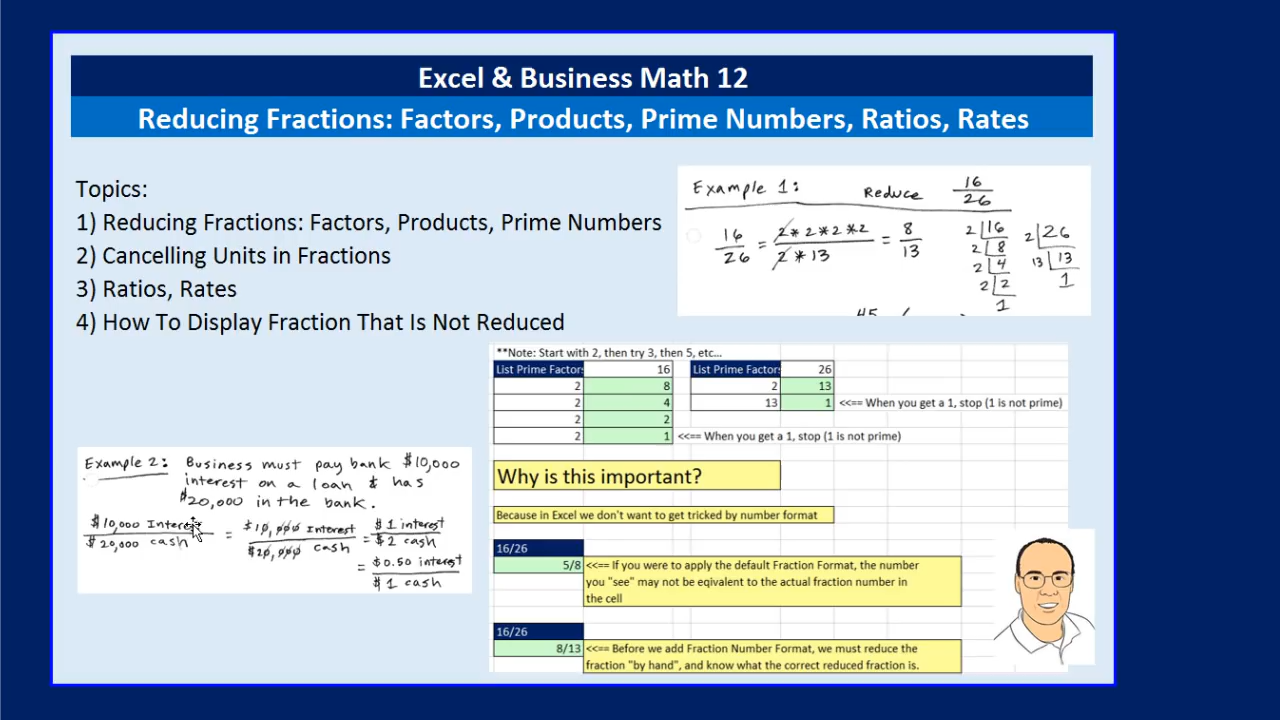 Excel & Business Math 12
Reducing Fractions: Factors, Products, Prime Numbers, Ratios, Rates
Topics:
1) Reducing Fractions: Factors, Products, Prime Numbers
2) Cancelling Units in Fractions
3) Ratios, Rates
4) How To Display Fraction That Is Not Reduced
Example 1: Reduce 16/26
16/26 = 2*2*2*2 / 2*13 = 8/13
2 16
2 8
2 4
2 2
1
2 26
13 13
1
**Note: Start with 2, then try 3, then 5, etc...
List Prime Factor 16 List Prime Factor 26
2 8 2 13
2 4 13 1 <<== When you get a 1, stop (1 is not prime)
2 2
2 1 <<== When you get a 1, stop (1 is not prime)
Why is this important?
Because in Excel we don't want to get tricked by number format
16/26
5/8 <<== If you were to apply the default Fraction Format, the number
you "see" may not be eqivalent to the actual fraction number in
the cell
16/26
8/13 <<== Before we add Fraction Number Format, we must reduce the
fraction "by hand", and know what the correct reduced fraction is.
Example 2: Business must pay bank $10,000
interest on a loan & has
$20,000 in the bank.
$10,000 Interest / $20,000 cash = $10,000 Interest / $20,000 cash = $1 interest / $2 cash
= $0.50 interest / $1 cash